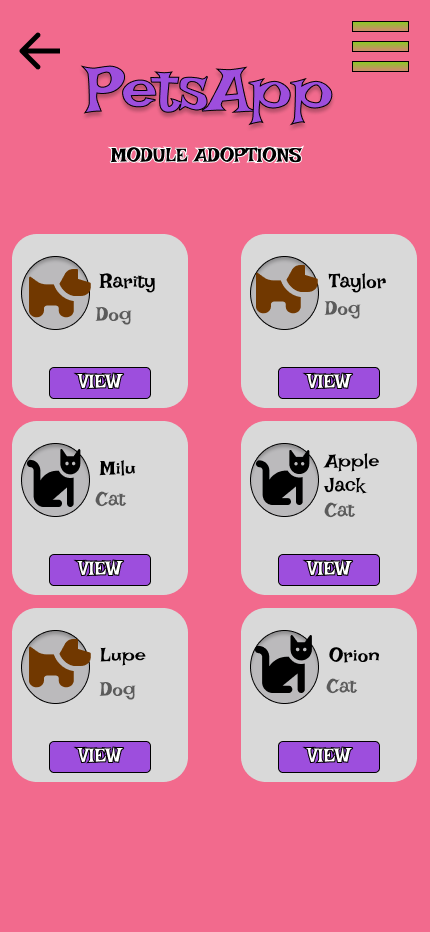 PetsApp
MODULE ADOPTIONS
Rarity
Dog
VIEW
Taylor
Dog
VIEW
Milu
Cat
VIEW
Apple
Jack
Cat
VIEW
Lupe
Dog
VIEW
Orion
Cat
VIEW